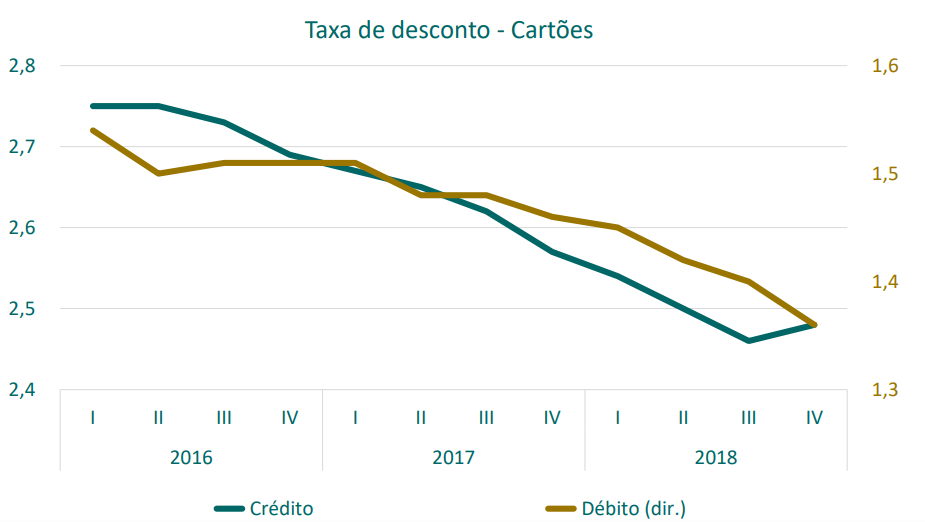 Taxa de desconto - Cartões
2,8
1,6
2,7
1,5
2,6
1,4
2,5
2,4
1,3
I II III IV I II III IV I II III IV
2016 2017 2018
Crédito Débito (dir.)